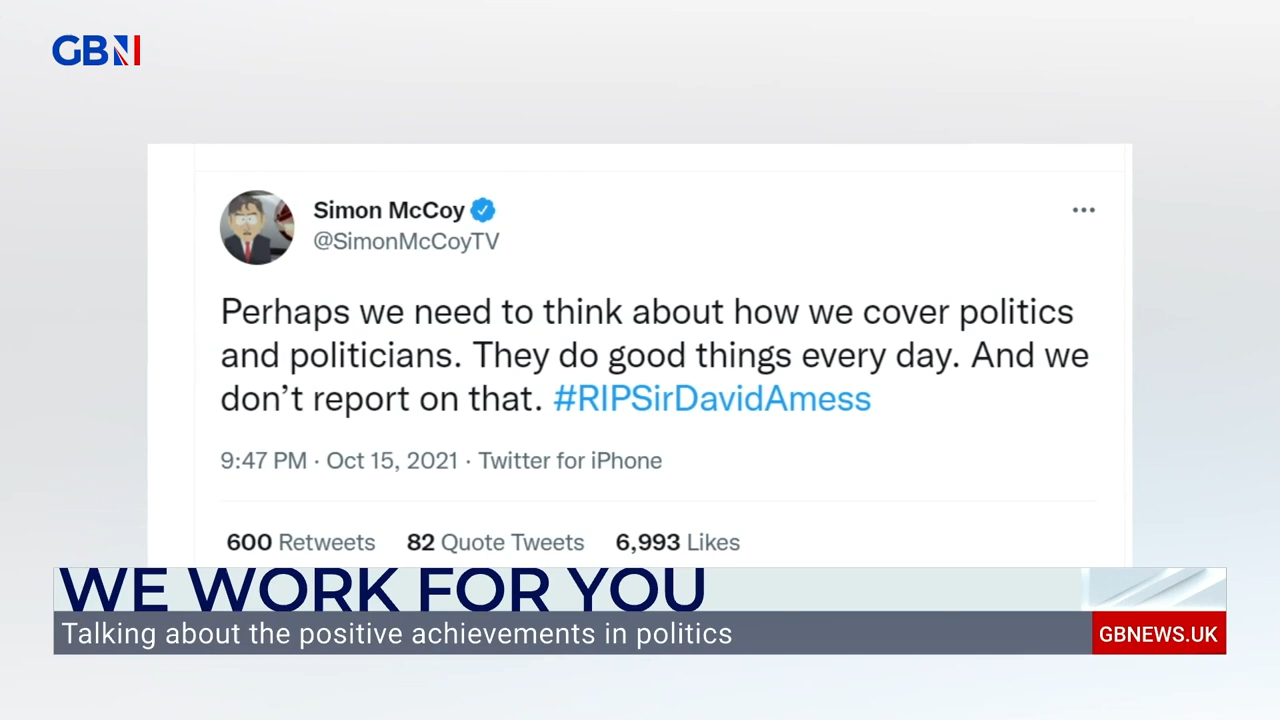 GBN
Simon McCoy
@SimonMcCoyTV
Perhaps we need to think about how we cover politics
and politicians. They do good things every day. And we
don’t report on that. #RIPSirDavidAmess
9:47 PM · Oct 15, 2021 · Twitter for iPhone
600 Retweets 82 Quote Tweets 6,993 Likes
WE WORK FOR YOU
Talking about the positive achievements in politics
GBNEWS.UK